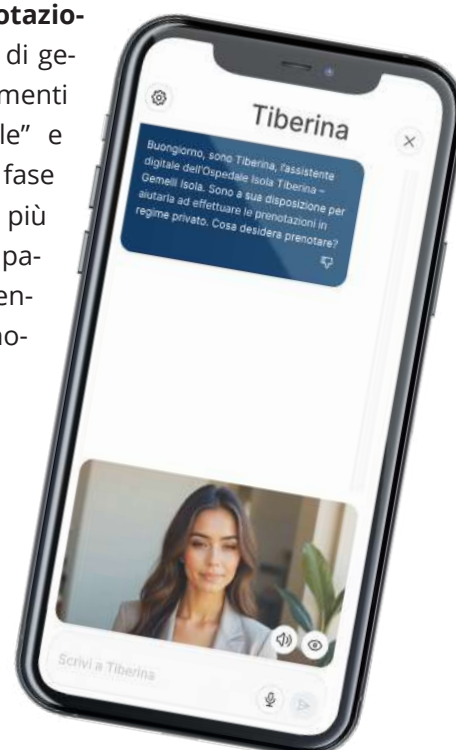 otazio-
di ge-
menti
le” e
fase
più
pa-
en-
no-
Tiberina
Buongiorno, sono Tiberina, l'assistente
digitale dell'Ospedale Isola Tiberina –
Gemelli Isola. Sono a sua disposizione per
aiutarla ad effettuare le prenotazioni in
regime privato. Cosa desidera prenotare?
Scrivi a Tiberina